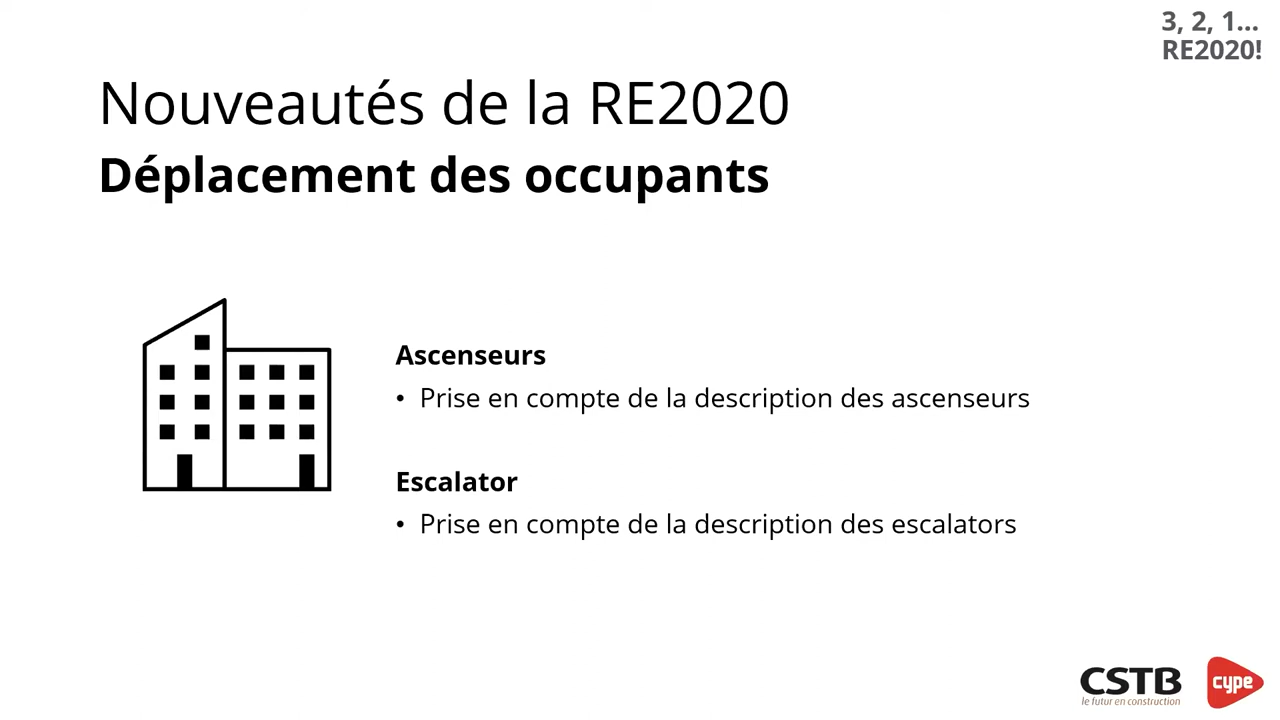 3, 2, 1...
RE2020!
Nouveautés de la RE2020
Déplacement des occupants
Ascenseurs
• Prise en compte de la description des ascenseurs
Escalator
• Prise en compte de la description des escalators
CSTB
le futur en construction
cype